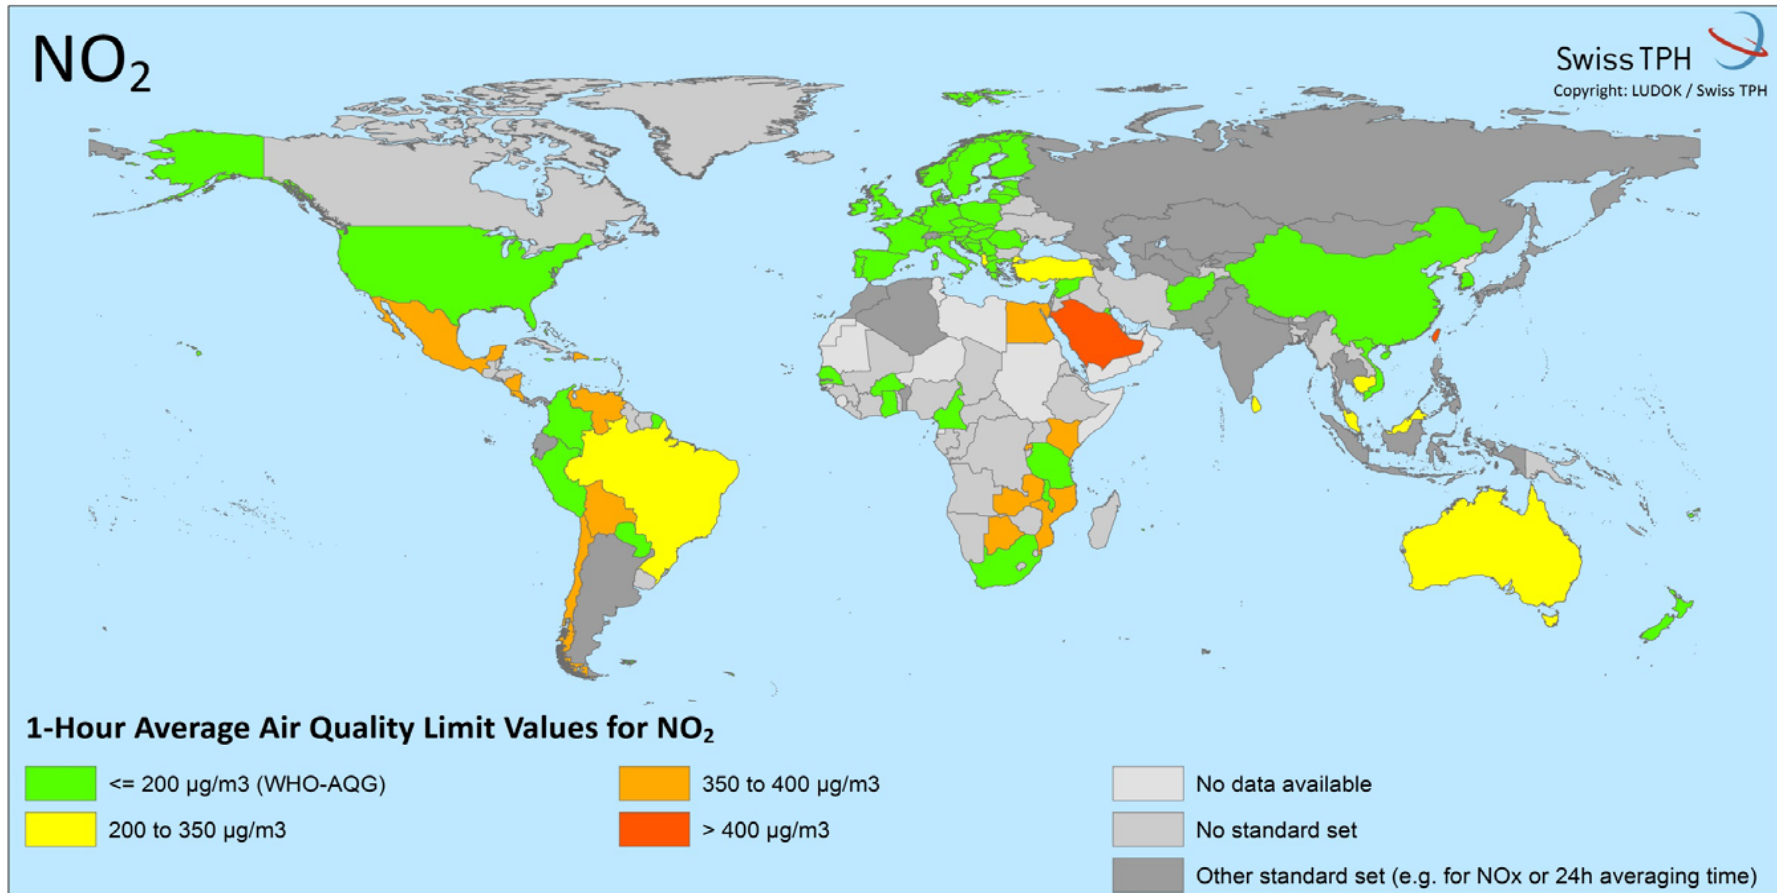 NO₂
Swiss TPH
Copyright: LUDOK / Swiss TPH
1-Hour Average Air Quality Limit Values for NO₂
<= 200 µg/m3 (WHO-AQG)
200 to 350 µg/m3
350 to 400 µg/m3
> 400 µg/m3
No data available
No standard set
Other standard set (e.g. for NOx or 24h averaging time)